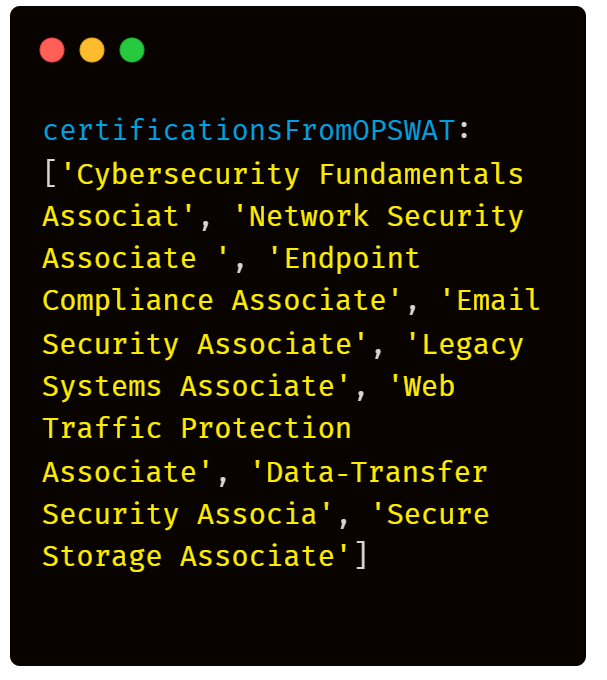 certificationsFromOPSWAT:
['Cybersecurity Fundamentals
Associat', 'Network Security
Associate ', 'Endpoint
Compliance Associate', 'Email
Security Associate', 'Legacy
Systems Associate', 'Web
Traffic Protection
Associate', 'Data-Transfer
Security Associa', 'Secure
Storage Associate']